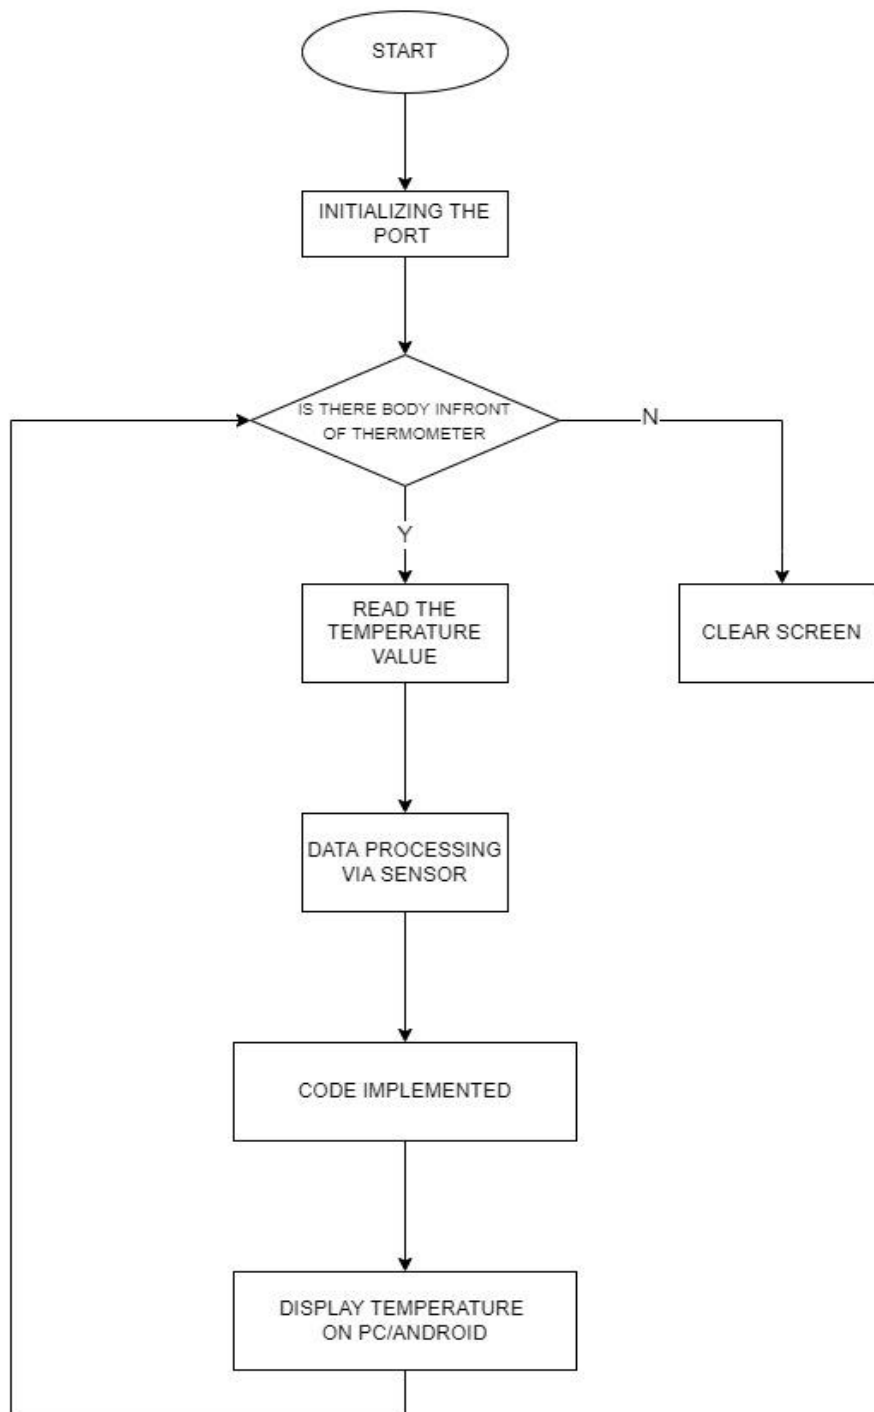 START
INITIALIZING THE
PORT
IS THERE BODY INFRONT
OF THERMOMETER
N
Y
READ THE
TEMPERATURE
VALUE
CLEAR SCREEN
DATA PROCESSING
VIA SENSOR
CODE IMPLEMENTED
DISPLAY TEMPERATURE
ON PC/ANDROID